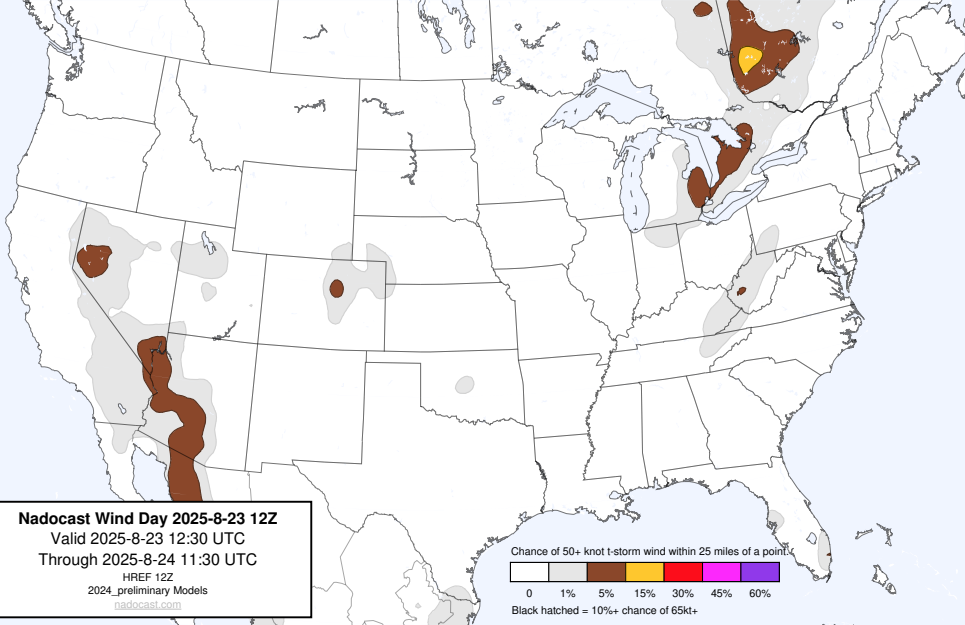 Nadocast Wind Day 2025-8-23 12Z
Valid 2025-8-23 12:30 UTC
Through 2025-8-24 11:30 UTC
HREF 12Z
2024_preliminary Models
nadocast.com
Chance of 50+ knot t-storm wind within 25 miles of a point.
0 1% 5% 15% 30% 45% 60%
Black hatched = 10%+ chance of 65kt+